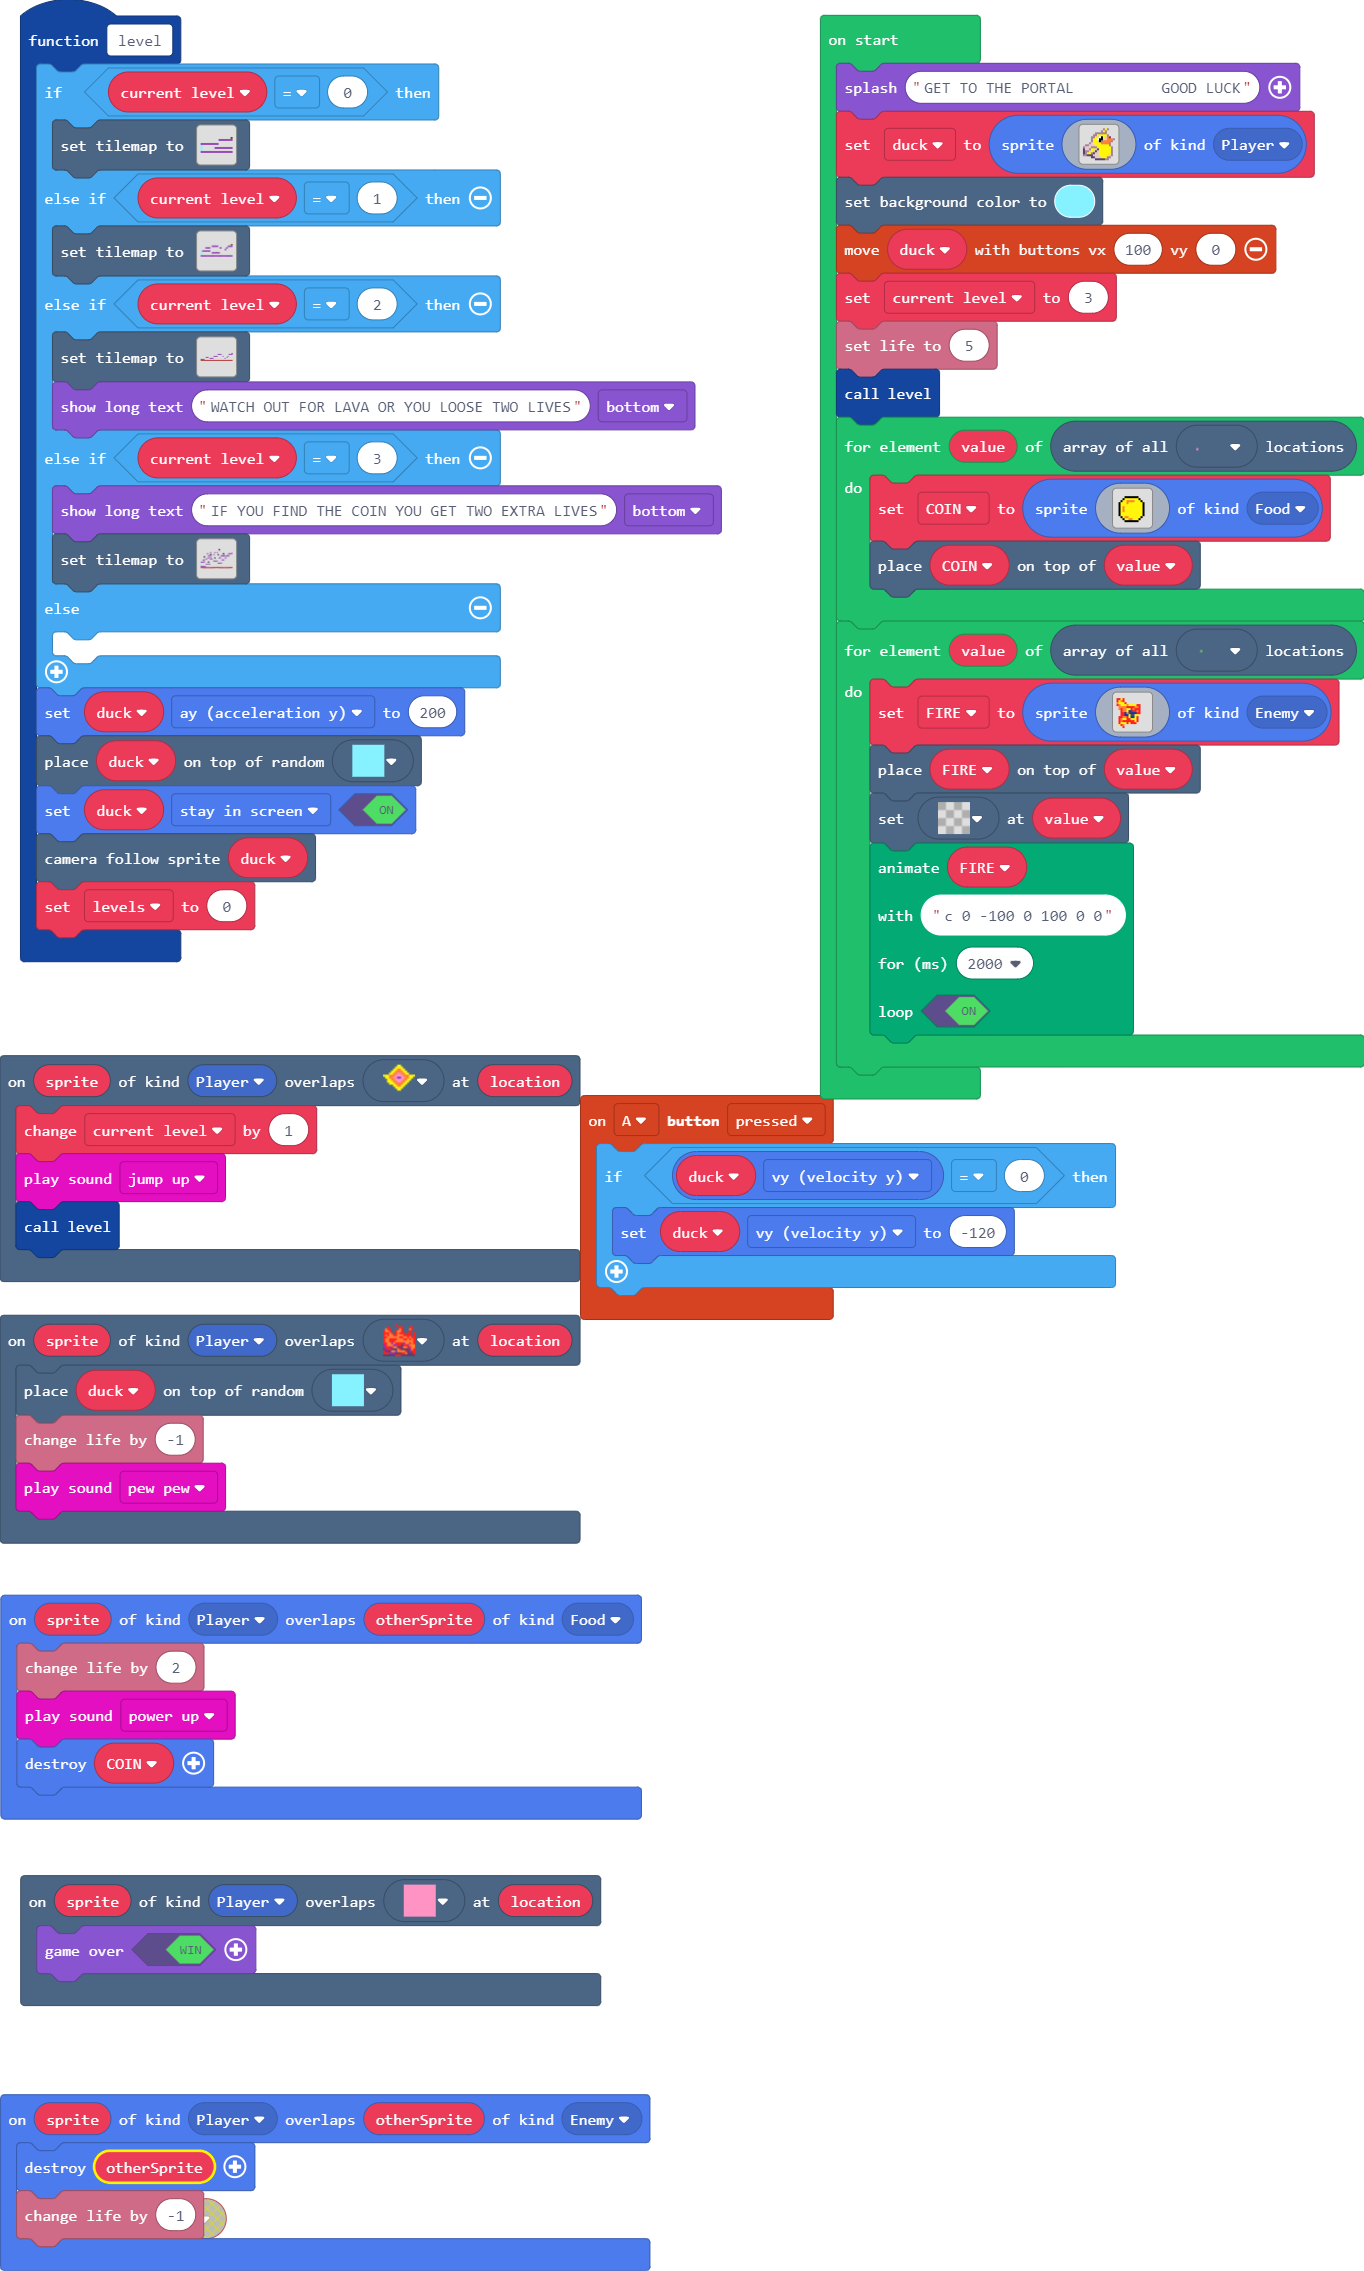 function level
if current level = 0 then
set tilemap to
else if current level = 1 then
set tilemap to
else if current level = 2 then
set tilemap to
show long text "WATCH OUT FOR LAVA OR YOU LOOSE TWO LIVES" bottom
else if current level = 3 then
show long text "IF YOU FIND THE COIN YOU GET TWO EXTRA LIVES" bottom
set tilemap to
else
set duck ay (acceleration y) to 200
place duck on top of random
set duck stay in screen ON
camera follow sprite duck
set levels to 0
on start
splash "GET TO THE PORTAL GOOD LUCK"
set duck to sprite of kind Player
set background color to
move duck with buttons vx 100 vy 0
set current level to 3
set life to 5
call level
for element value of array of all locations
do
set COIN to sprite of kind Food
place COIN on top of value
for element value of array of all locations
do
set FIRE to sprite of kind Enemy
place FIRE on top of value
set at value
animate FIRE
with "c 0 -100 0 100 0 0"
for (ms) 2000
loop ON
on sprite of kind Player overlaps at location
change current level by 1
play sound jump up
call level
on A button pressed
if duck vy (velocity y) = 0 then
set duck vy (velocity y) to -120
on sprite of kind Player overlaps at location
place duck on top of random
change life by -1
play sound pew pew
on sprite of kind Player overlaps otherSprite of kind Food
change life by 2
play sound power up
destroy COIN
on sprite of kind Player overlaps at location
game over WIN
on sprite of kind Player overlaps otherSprite of kind Enemy
destroy otherSprite
change life by -1